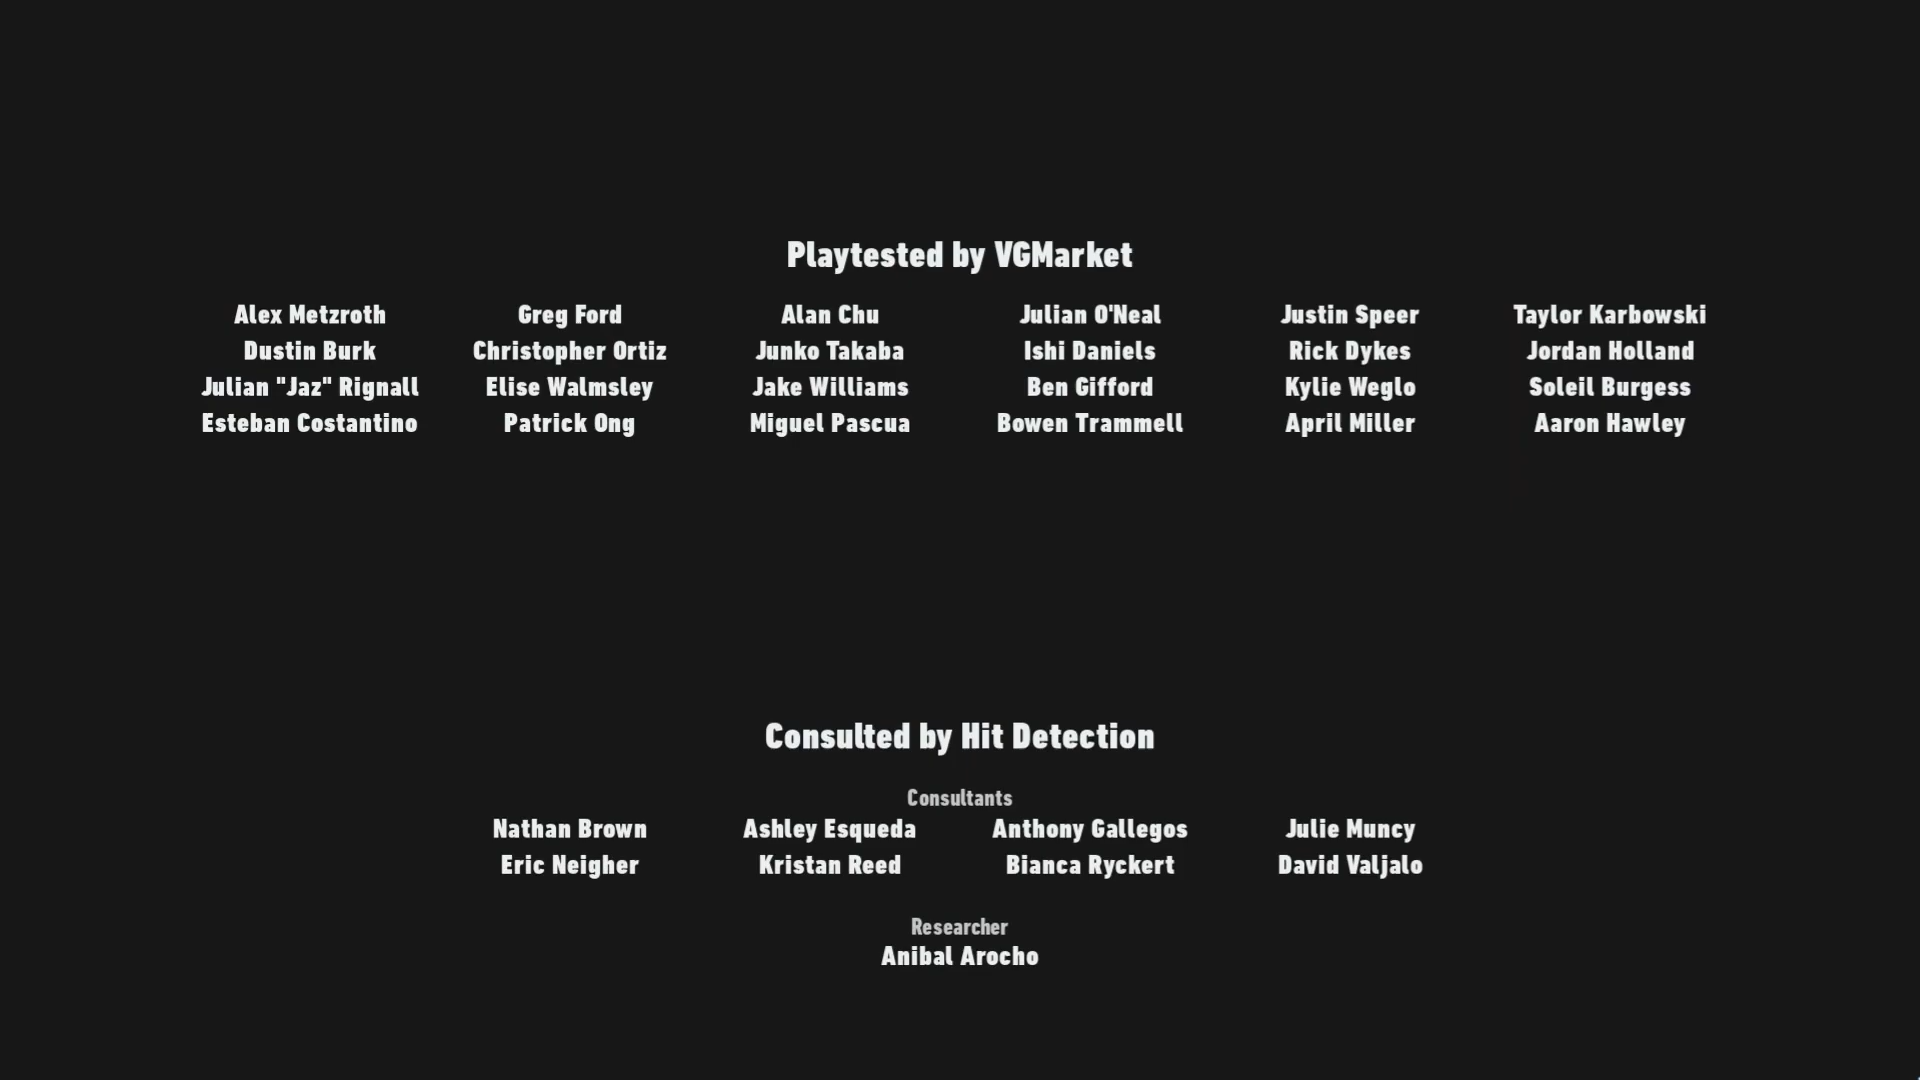 Playtested by VGMarket
Alex Metzroth Greg Ford Alan Chu Julian O'Neal Justin Speer Taylor Karbowski
Dustin Burk Christopher Ortiz Junko Takaba Ishi Daniels Rick Dykes Jordan Holland
Julian "Jaz" Rignall Elise Walmsley Jake Williams Ben Gifford Kylie Weglo Soleil Burgess
Esteban Costantino Patrick Ong Miguel Pascua Bowen Trammell April Miller Aaron Hawley
Consulted by Hit Detection
Consultants
Nathan Brown Ashley Esqueda Anthony Gallegos Julie Muncy
Eric Neigher Kristan Reed Bianca Ryckert David Valjalo
Researcher
Anibal Arocho